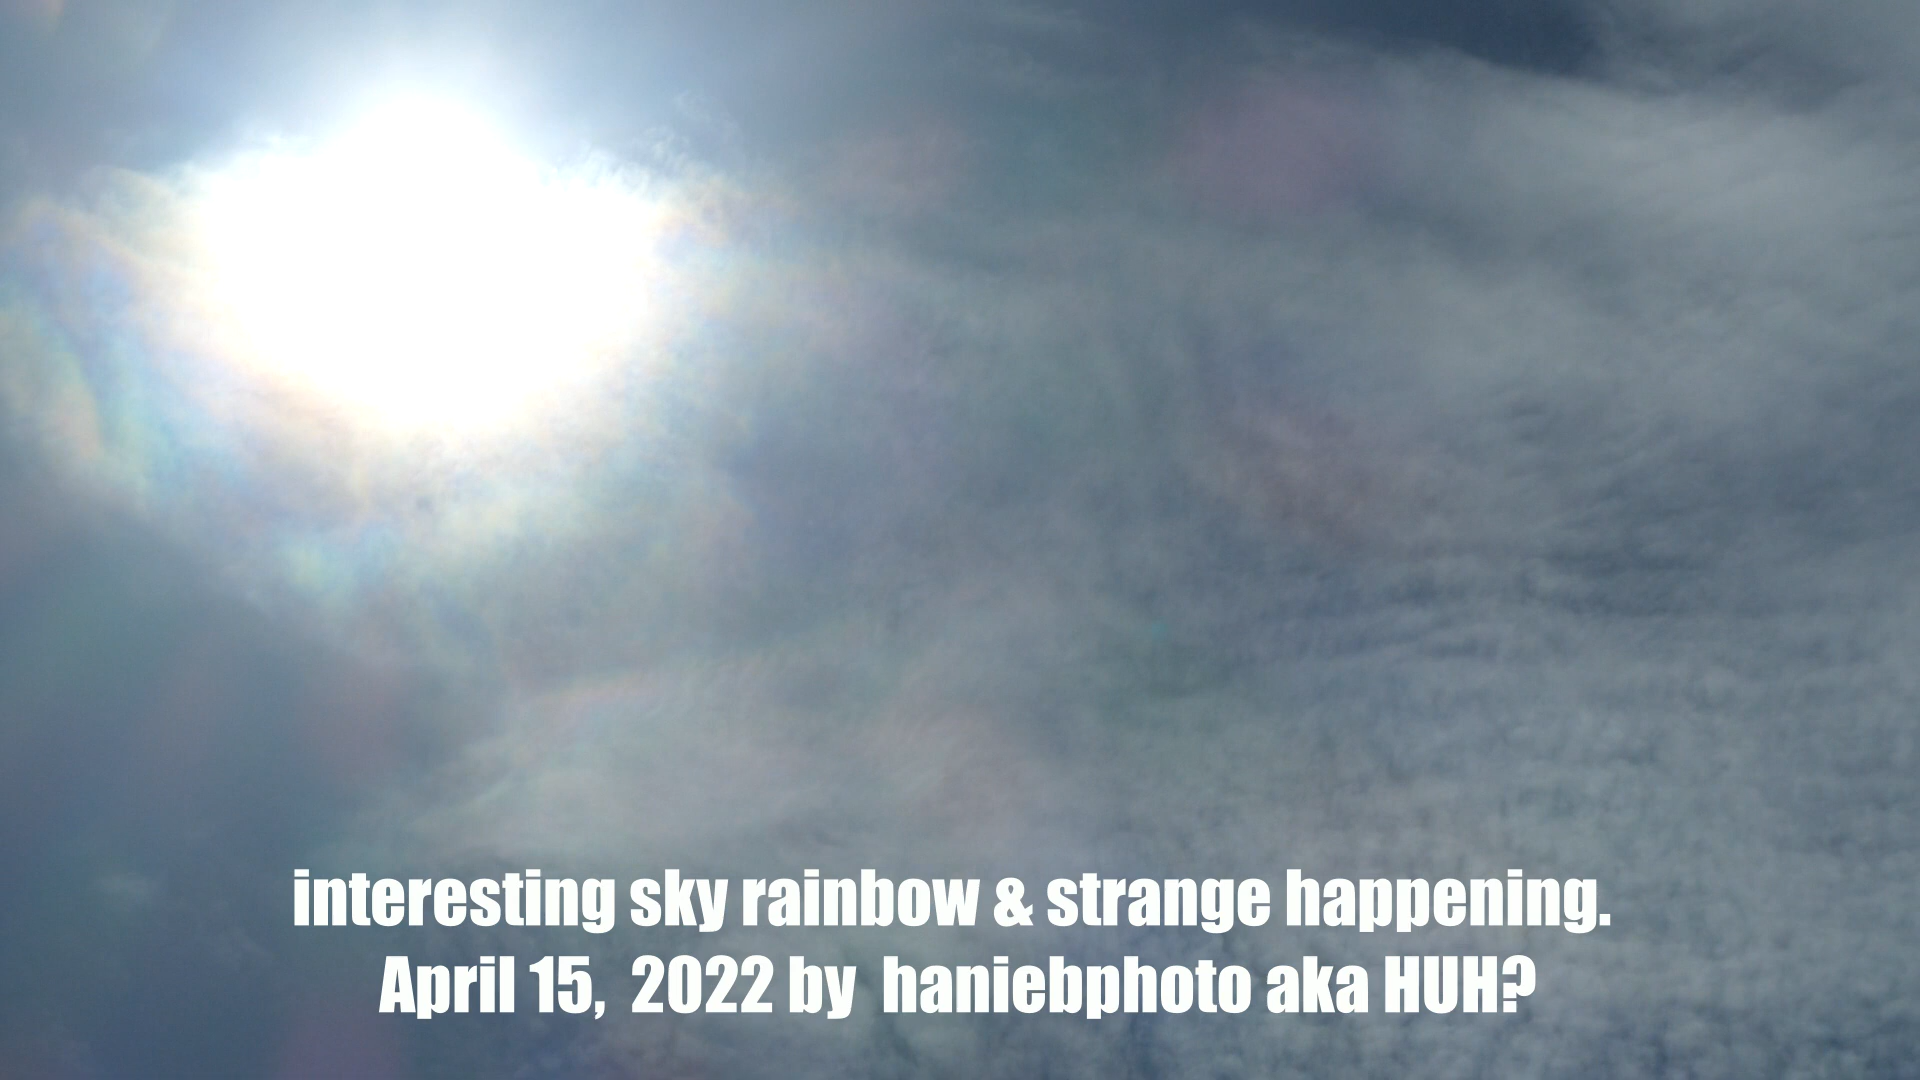 interesting sky rainbow & strange happening.
April 15,  2022 by  haniebphoto aka HUH?